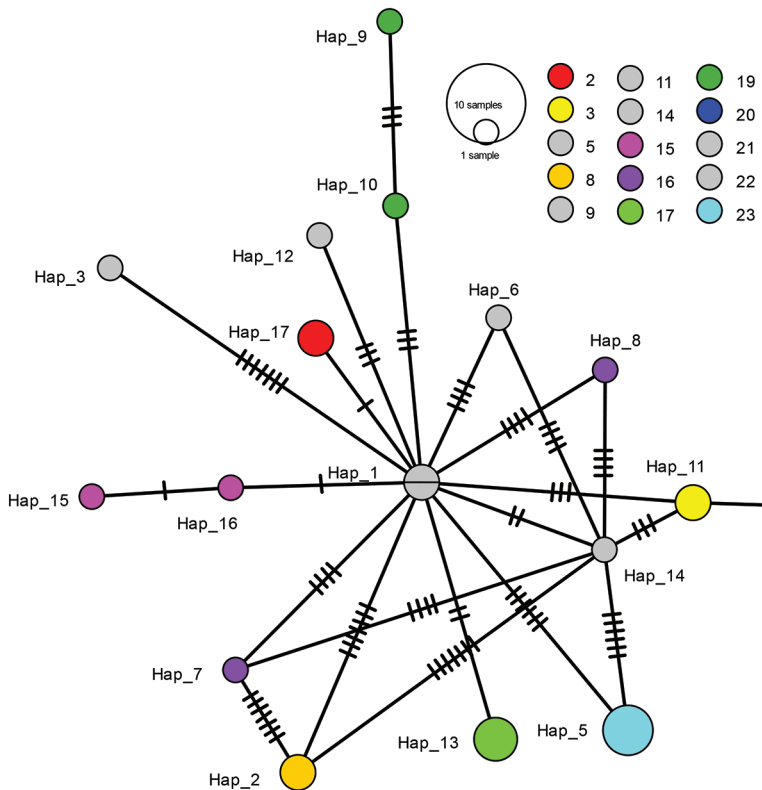 Hap_9
10 samples
1 sample
2 11 19
3 14 20
5 15 21
8 16 22
9 17 23
Hap_10
Hap_12
Hap_3
Hap_6
Hap_17
Hap_8
Hap_1
Hap_11
Hap_15
Hap_16
Hap_14
Hap_7
Hap_13
Hap_5
Hap_2